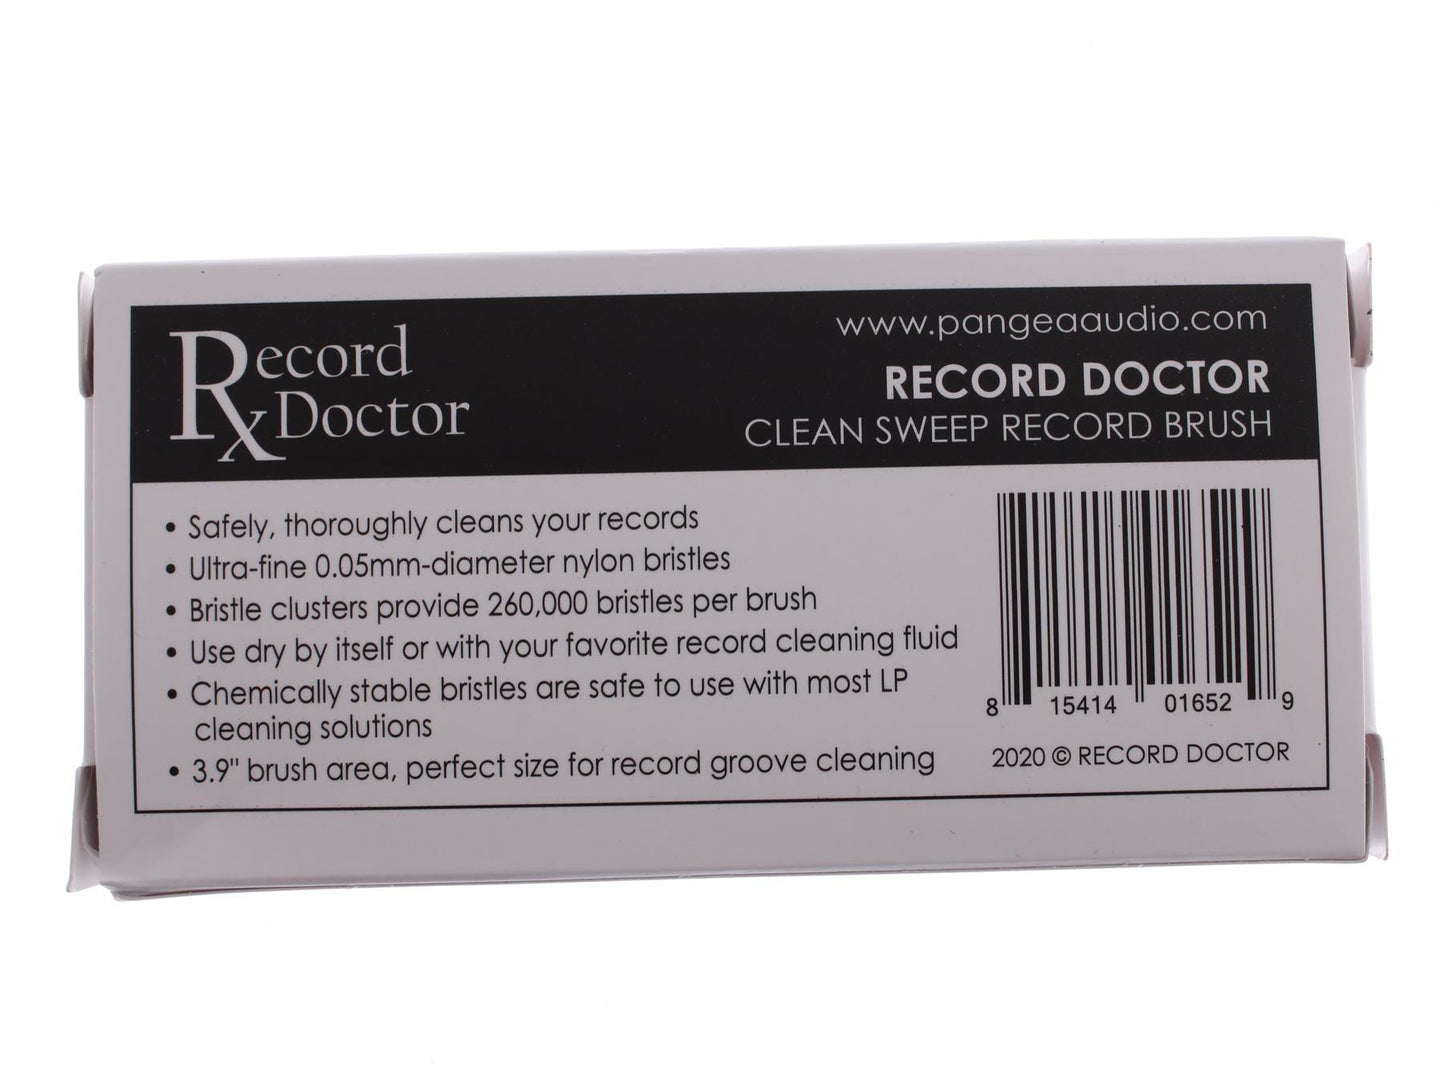 Record
Rx Doctor
www.pangeaaudio.com
RECORD DOCTOR
CLEAN SWEEP RECORD BRUSH
• Safely, thoroughly cleans your records
• Ultra-fine 0.05mm-diameter nylon bristles
• Bristle clusters provide 260,000 bristles per brush
• Use dry by itself or with your favorite record cleaning fluid
• Chemically stable bristles are safe to use with most LP
cleaning solutions
• 3.9" brush area, perfect size for record groove cleaning
8 15414 01652 9
2020 © RECORD DOCTOR